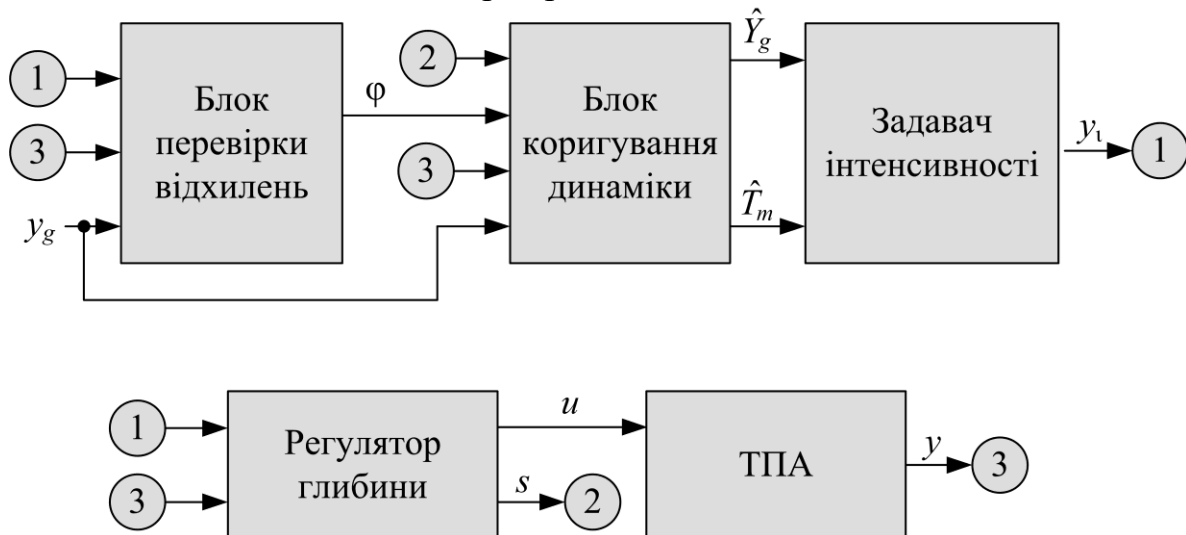 1
3
y_g
Блок
перевірки
відхилень
φ
2
3
Блок
коригування
динаміки
Ŷ_g
T̂_m
Задавач
інтенсивності
y_ι
1
1
3
Регулятор
глибини
u
s
2
ТПА
y
3